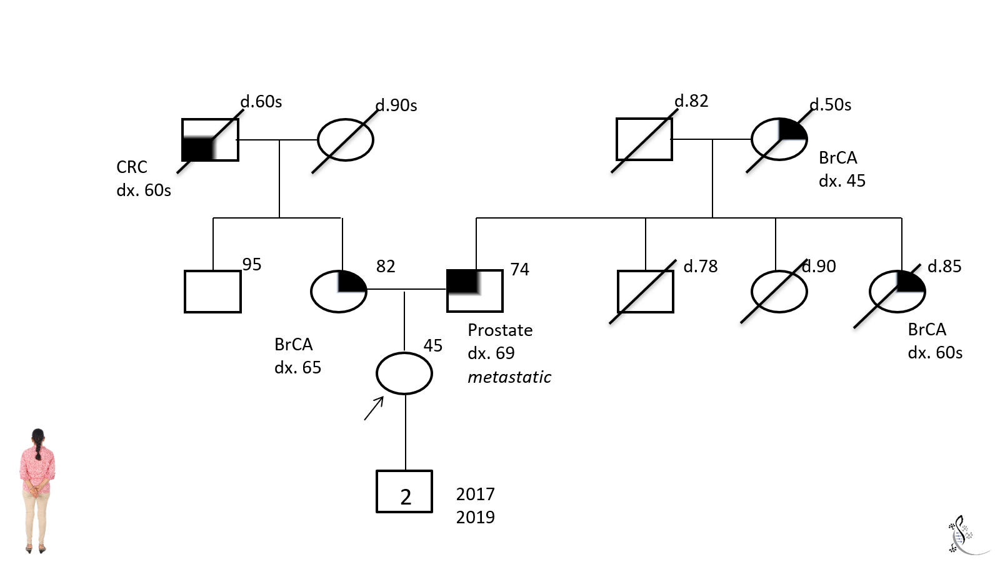 d.60s
d.90s
d.82
d.50s
CRC
dx. 60s
BrCA
dx. 45
95
82
74
d.78
d.90
d.85
BrCA
dx. 65
45
Prostate
dx. 69
metastatic
BrCA
dx. 60s
2
2017
2019